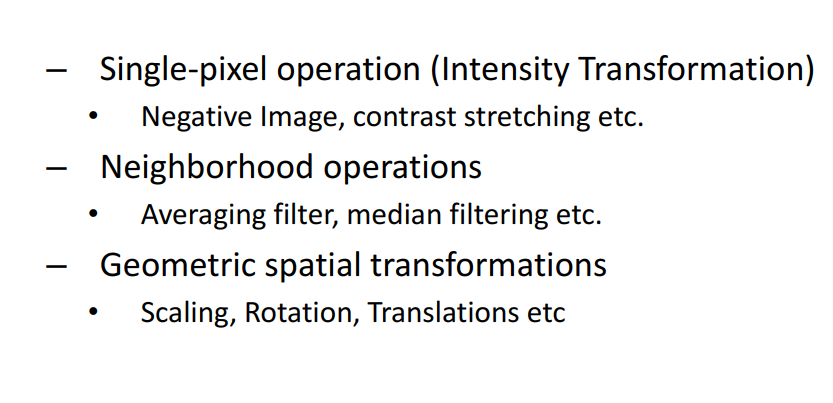 – Single-pixel operation (Intensity Transformation)
• Negative Image, contrast stretching etc.
– Neighborhood operations
• Averaging filter, median filtering etc.
– Geometric spatial transformations
• Scaling, Rotation, Translations etc